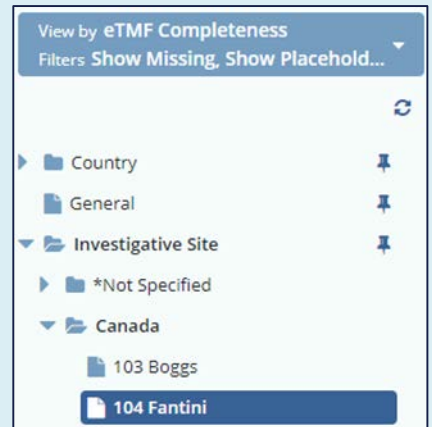 View by eTMF Completeness
Filters Show Missing, Show Placehold...
Country
General
Investigative Site
*Not Specified
Canada
103 Boggs
104 Fantini